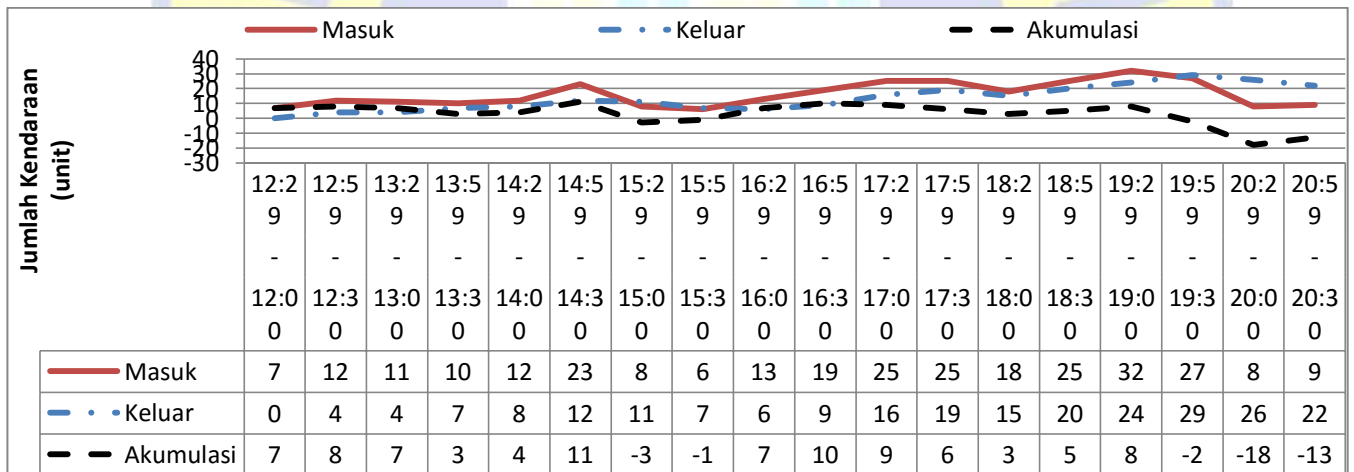 Masuk Keluar Akumulasi
Jumlah Kendaraan
(unit)
40
30
20
10
0
-10
-20
-30
12:2 12:5 13:2 13:5 14:2 14:5 15:2 15:5 16:2 16:5 17:2 17:5 18:2 18:5 19:2 19:5 20:2 20:5
9 9 9 9 9 9 9 9 9 9 9 9 9 9 9 9 9 9
- - - - - - - - - - - - - - - - - -
12:0 12:3 13:0 13:3 14:0 14:3 15:0 15:3 16:0 16:3 17:0 17:3 18:0 18:3 19:0 19:3 20:0 20:3
0 0 0 0 0 0 0 0 0 0 0 0 0 0 0 0 0 0
Masuk 7 12 11 10 12 23 8 6 13 19 25 25 18 25 32 27 8 9
Keluar 0 4 4 7 8 12 11 7 6 9 16 19 15 20 24 29 26 22
Akumulasi 7 8 7 3 4 11 -3 -1 7 10 9 6 3 5 8 -2 -18 -13